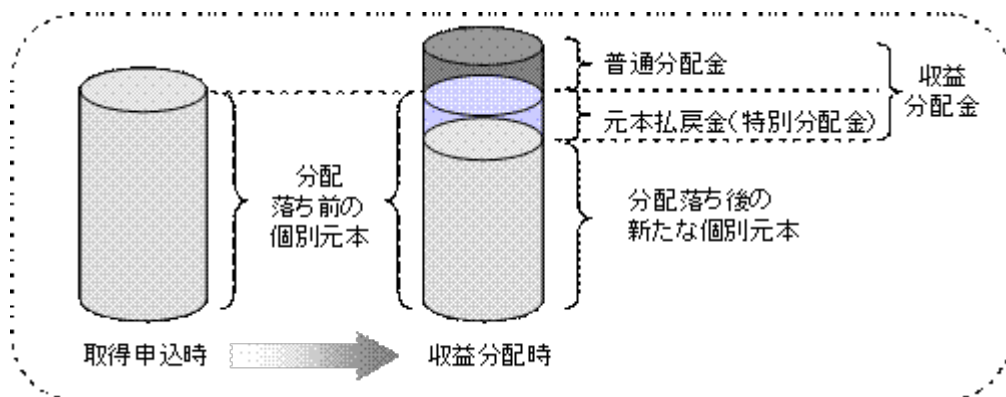 普通分配金
元本払戻金(特別分配金)
収益
分配金
分配
落ち前の
個別元本
分配落ち後の
新たな個別元本
取得申込時
収益分配時